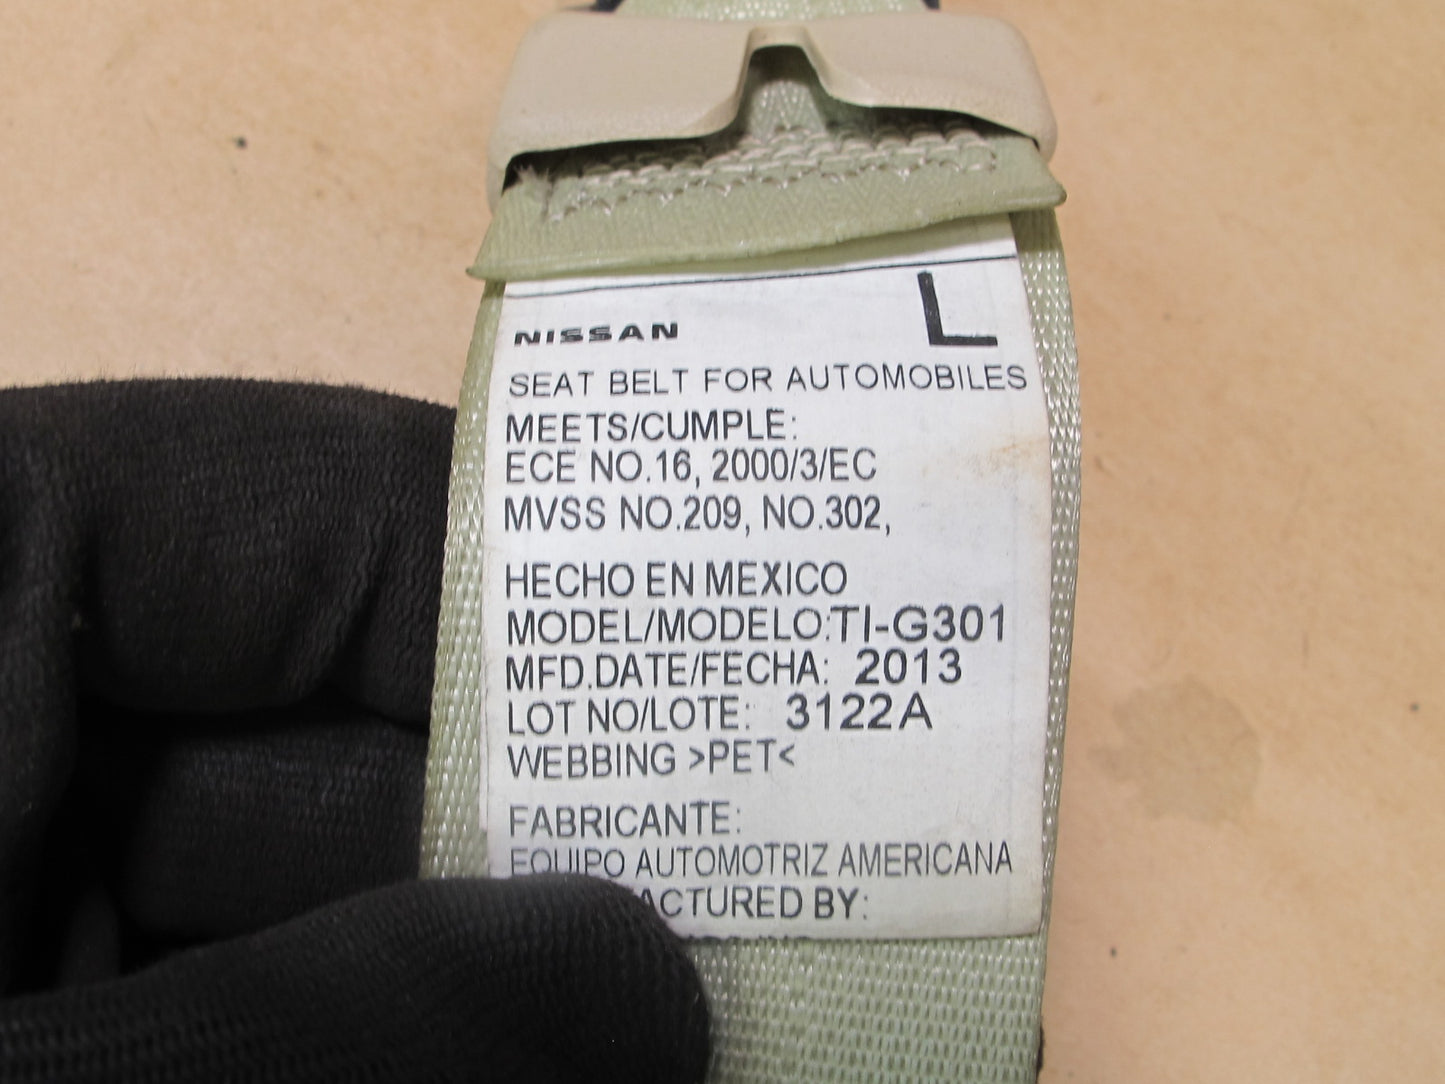 L
NISSAN
SEAT BELT FOR AUTOMOBILES
MEETS/CUMPLE:
ECE NO.16, 2000/3/EC
MVSS NO.209, NO.302,
HECHO EN MEXICO
MODEL/MODELO:TI-G301
MFD.DATE/FECHA: 2013
LOT NO/LOTE: 3122A
WEBBING >PET<
FABRICANTE:
EQUIPO AUTOMOTRIZ AMERICANA
BY: